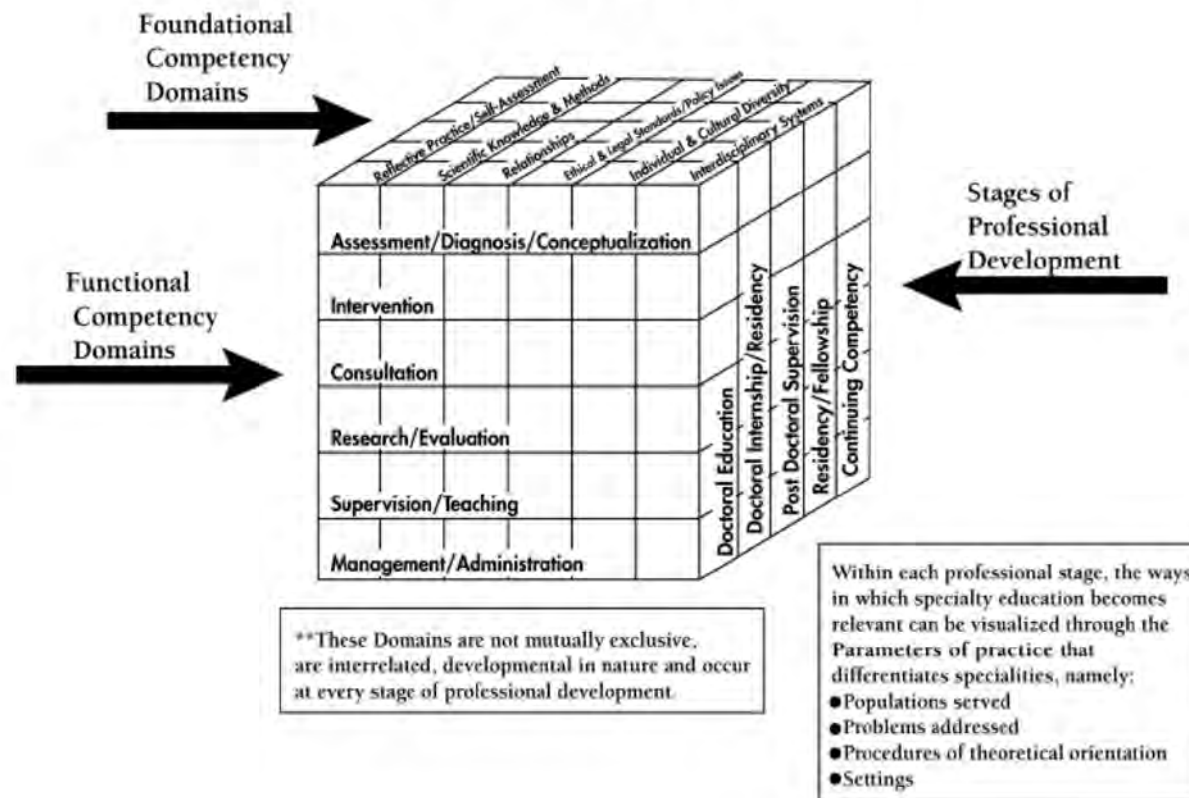 Foundational
Competency
Domains
Reflective Practice/Self-Assessment
Scientific Knowledge & Methods
Relationships
Ethical & Legal Standards/Policy Issues
Individual & Cultural Diversity
Interdisciplinary Systems
Stages of
Professional
Development
Functional
Competency
Domains
Assessment/Diagnosis/Conceptualization
Intervention
Consultation
Research/Evaluation
Supervision/Teaching
Management/Administration
Doctoral Education
Doctoral Internship/Residency
Post Doctoral Supervision
Residency/Fellowship
Continuing Competency
**These Domains are not mutually exclusive,
are interrelated, developmental in nature and occur
at every stage of professional development.
Within each professional stage, the ways
in which specialty education becomes
relevant can be visualized through the
Parameters of practice that
differentiates specialities, namely:
●Populations served
●Problems addressed
●Procedures of theoretical orientation
●Settings